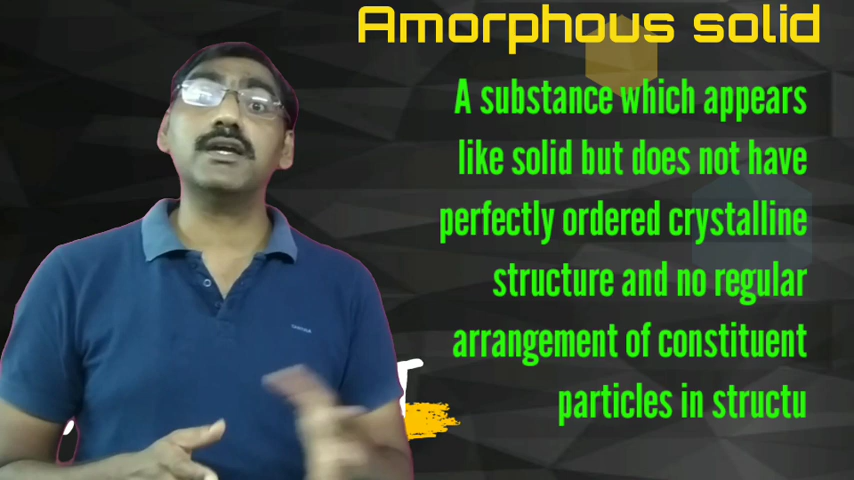 Amorphous solid
A substance which appears
like solid but does not have
perfectly ordered crystalline
structure and no regular
arrangement of constituent
particles in structu